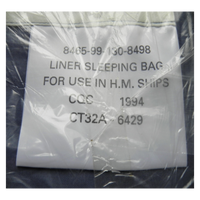 8465-99-130-8498
LINER SLEEPING BAG
FOR USE IN H.M. SHIPS
CQC 1994
CT32A - 6429